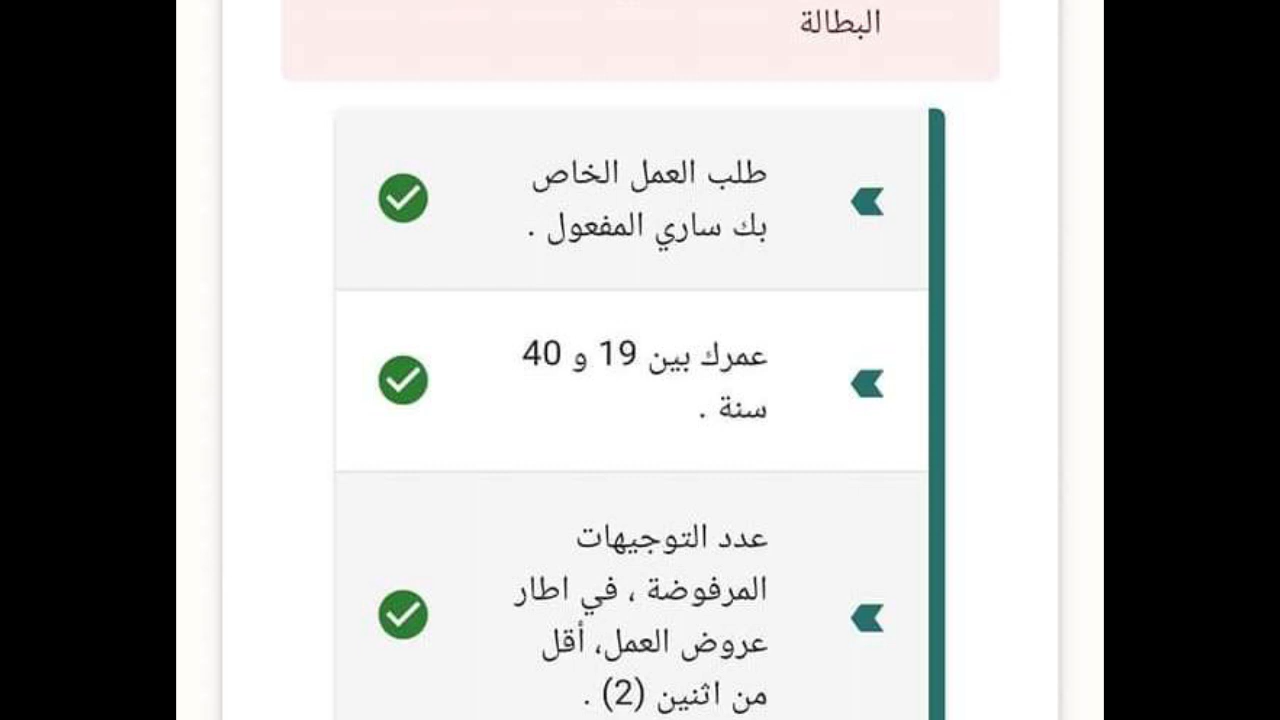 البطالة
طلب العمل الخاص
بك ساري المفعول .
عمرك بين 19 و 40
سنة .
عدد التوجيهات
المرفوضة ، في اطار
عروض العمل، أقل
من اثنين (2) .